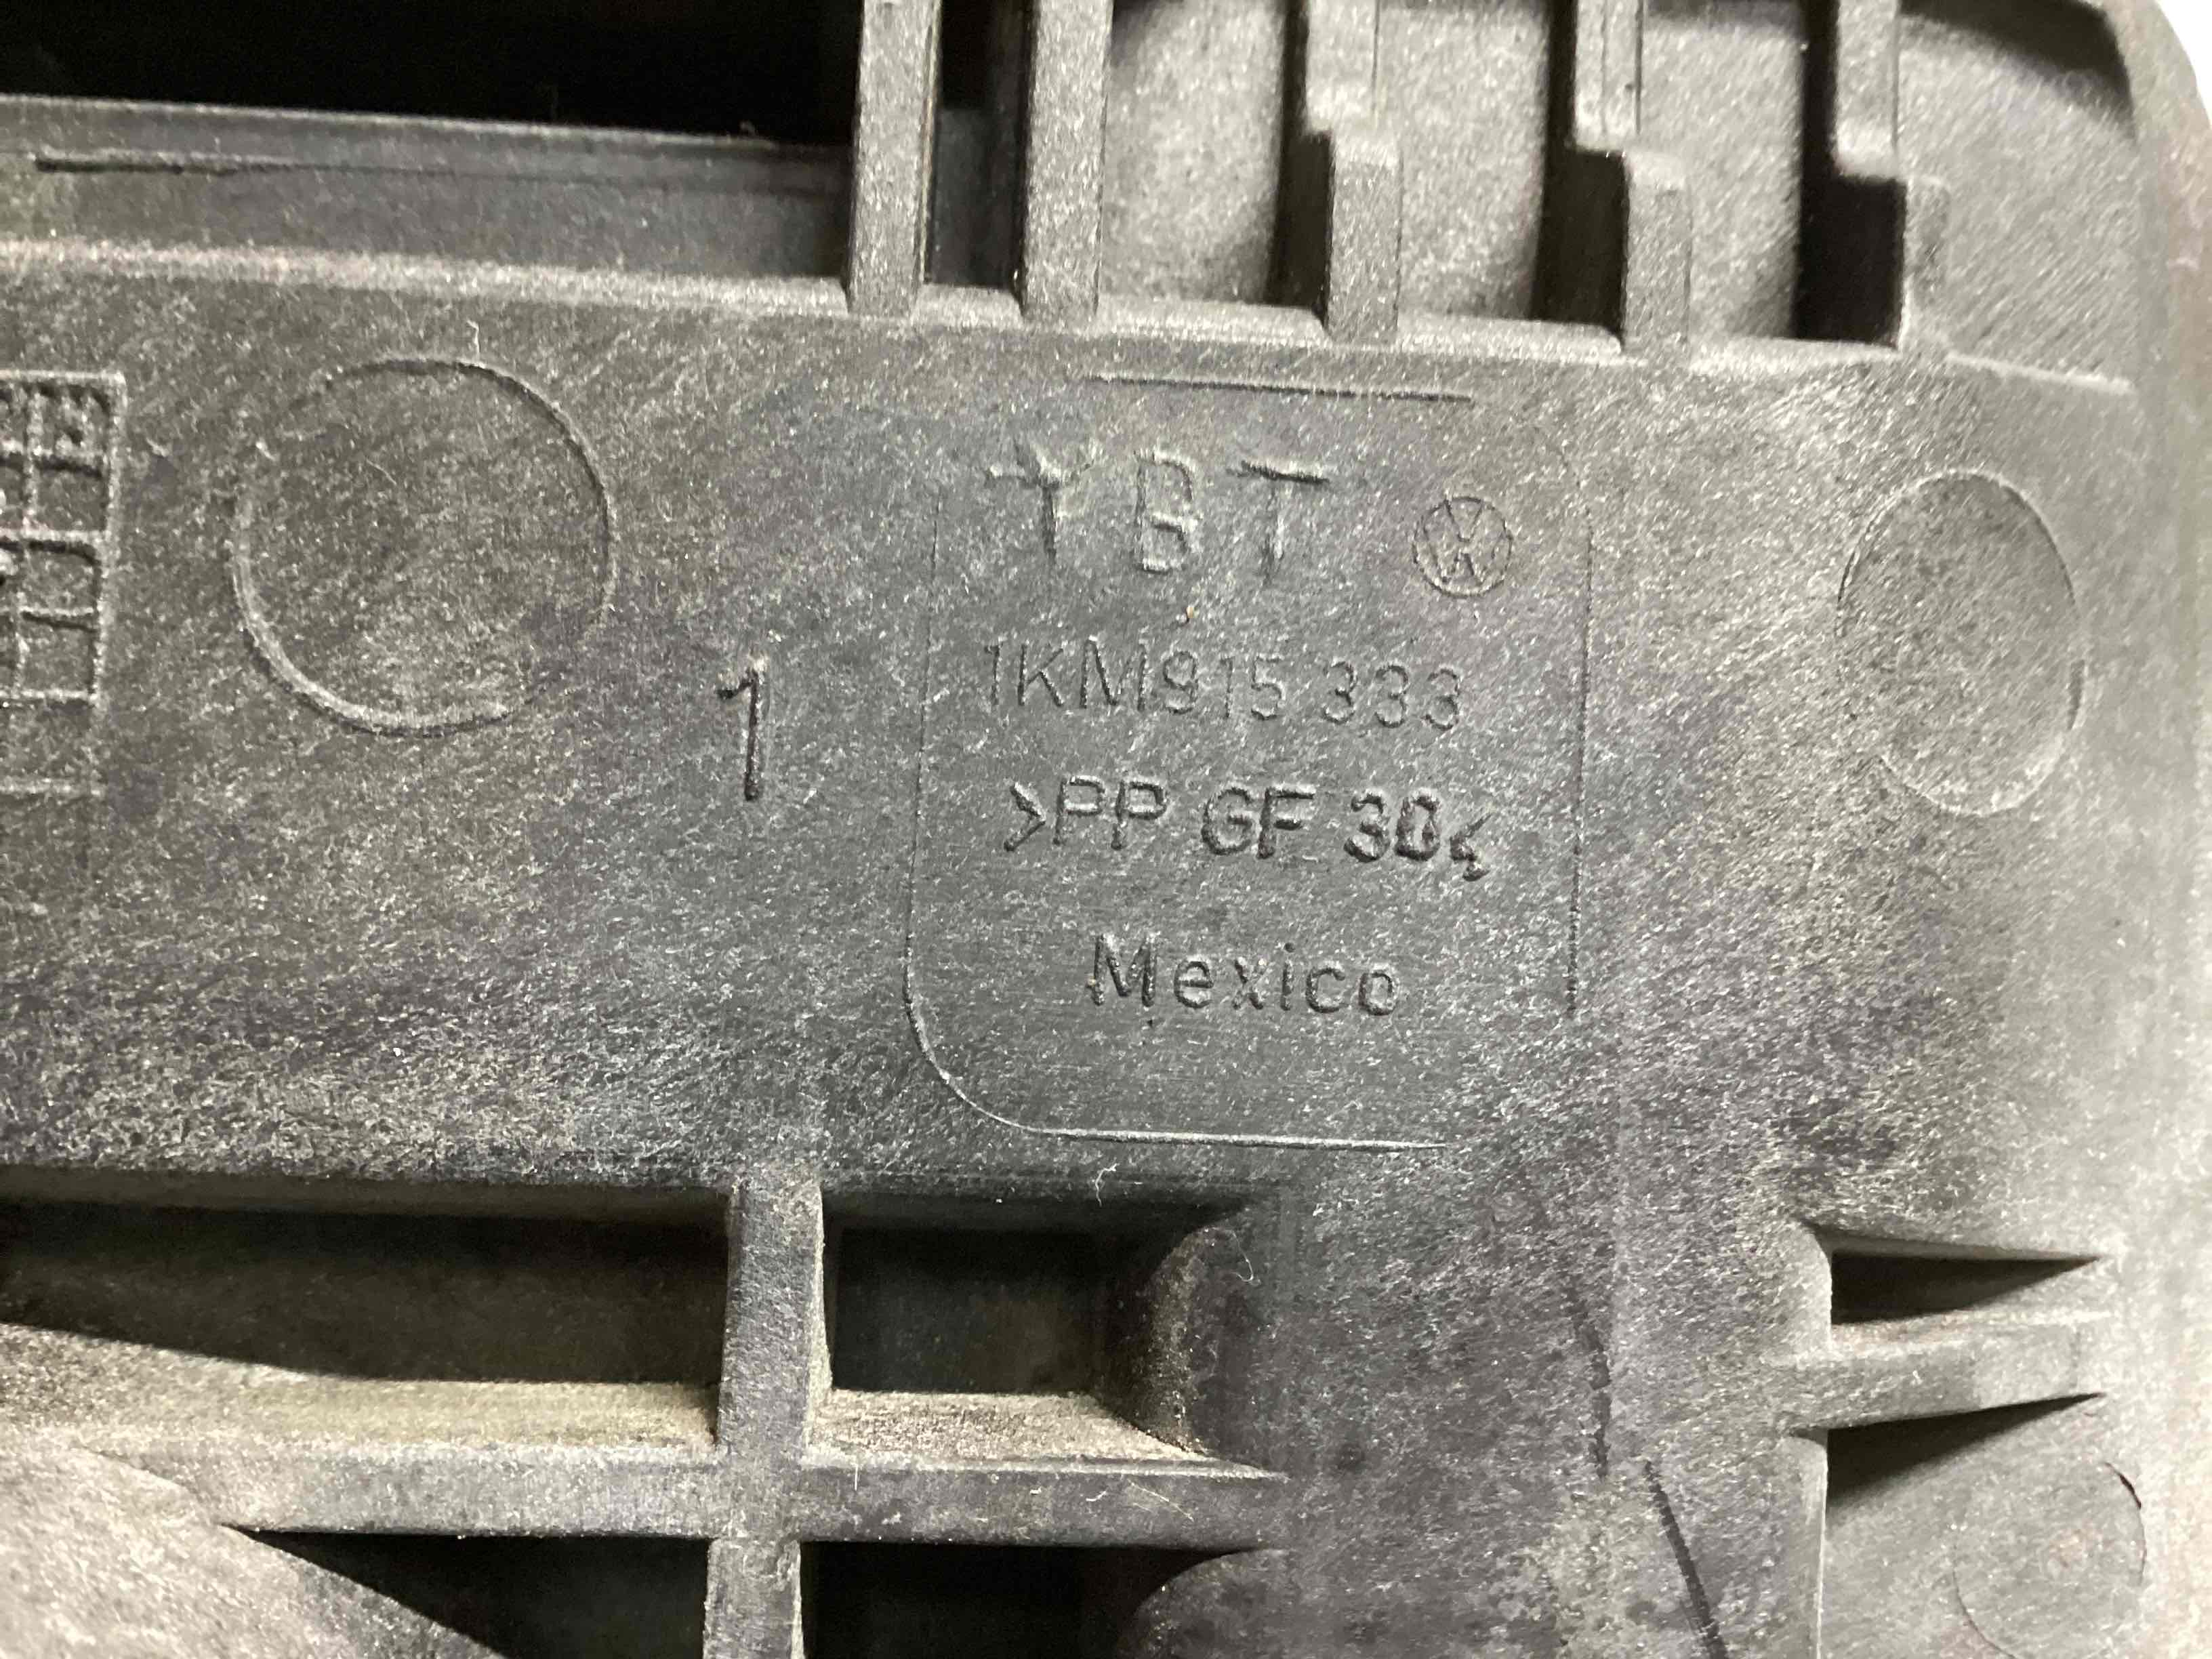 YBT
1
1KM915 333
>PP GF 30<
Mexico